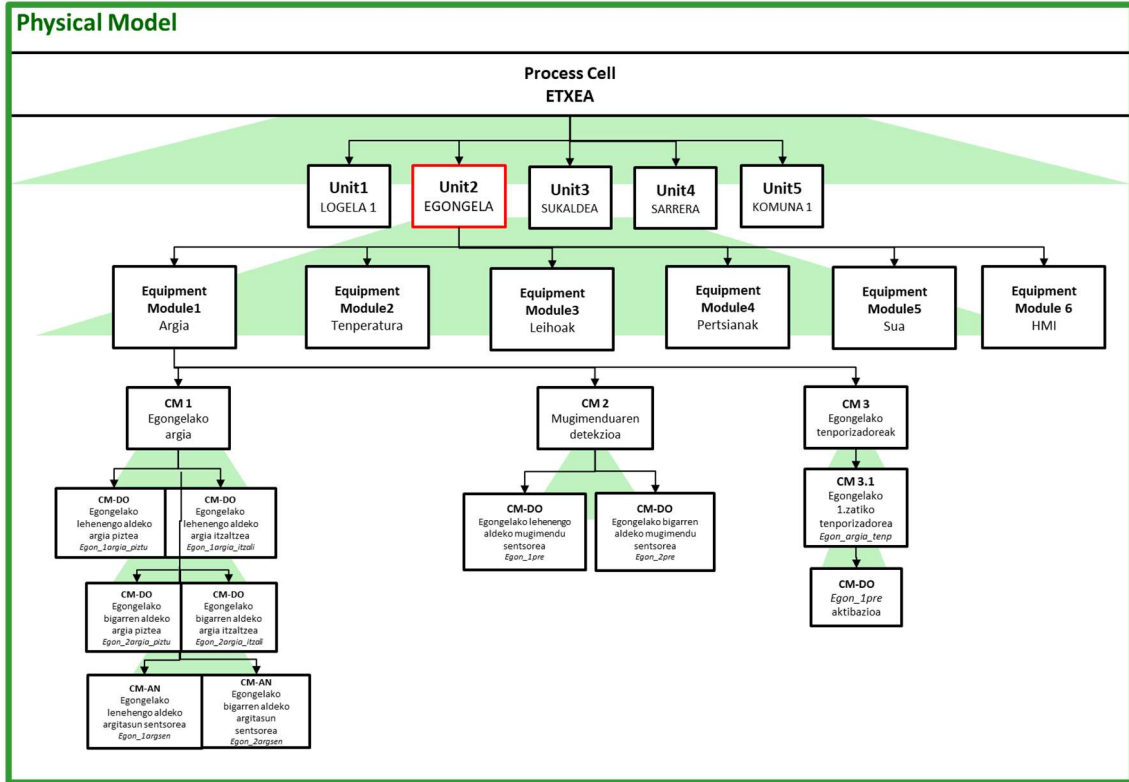 Physical Model
Process Cell
ETXEA
Unit1
LOGELA 1
Unit2
EGONGELA
Unit3
SUKALDEA
Unit4
SARRERA
Unit5
KOMUNA 1
Equipment
Module1
Argia
Equipment
Module2
Tenperatura
Equipment
Module3
Leihoak
Equipment
Module4
Pertsianak
Equipment
Module5
Sua
Equipment
Module 6
HMI
CM 1
Egongelako
argia
CM 2
Mugimenduaren
detekzioa
CM 3
Egongelako
tenporizadoreak
CM-DO
Egongelako
lehenengo aldeko
argia piztea
Egon_1argia_piztu
CM-DO
Egongelako
lehenengo aldeko
argia itzaltzea
Egon_1argia_itzali
CM-DO
Egongelako lehenengo
aldeko mugimendu
sentsorea
Egon_1pre
CM-DO
Egongelako bigarren
aldeko mugimendu
sentsorea
Egon_2pre
CM 3.1
Egongelako
1.zatiko
tenporizadorea
Egon_argia_tenp
CM-DO
Egongelako
bigarren aldeko
argia piztea
Egon_2argia_piztu
CM-DO
Egongelako
bigarren aldeko
argia itzaltzea
Egon_2argia_itzali
CM-DO
Egon_1pre
aktibazioa
CM-AN
Egongelako
lenehengo aldeko
argitasun sentsorea
Egon_1argsen
CM-AN
Egongelako
bigarren aldeko
argitasun
sentsorea
Egon_2argsen